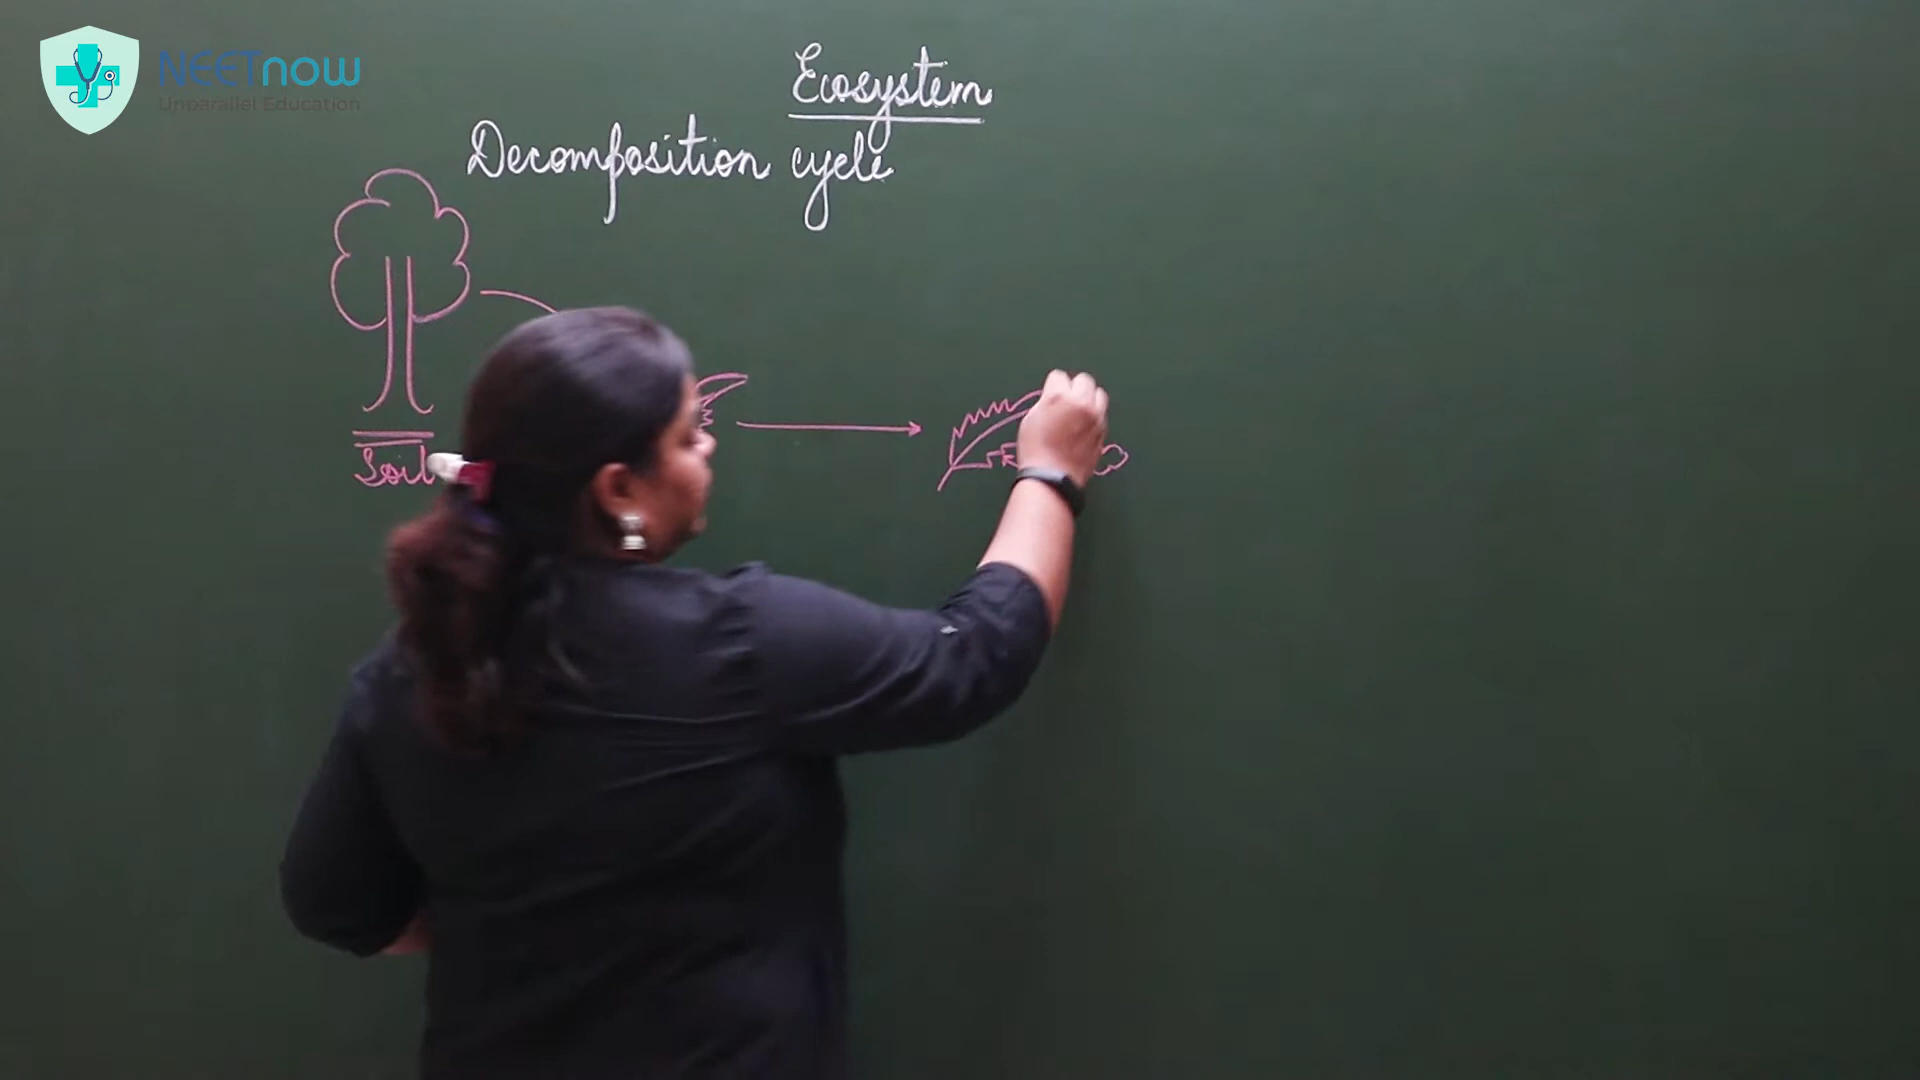 NEETnow
Unparallel Education
Ecosystem
Decomposition cycle
Soil